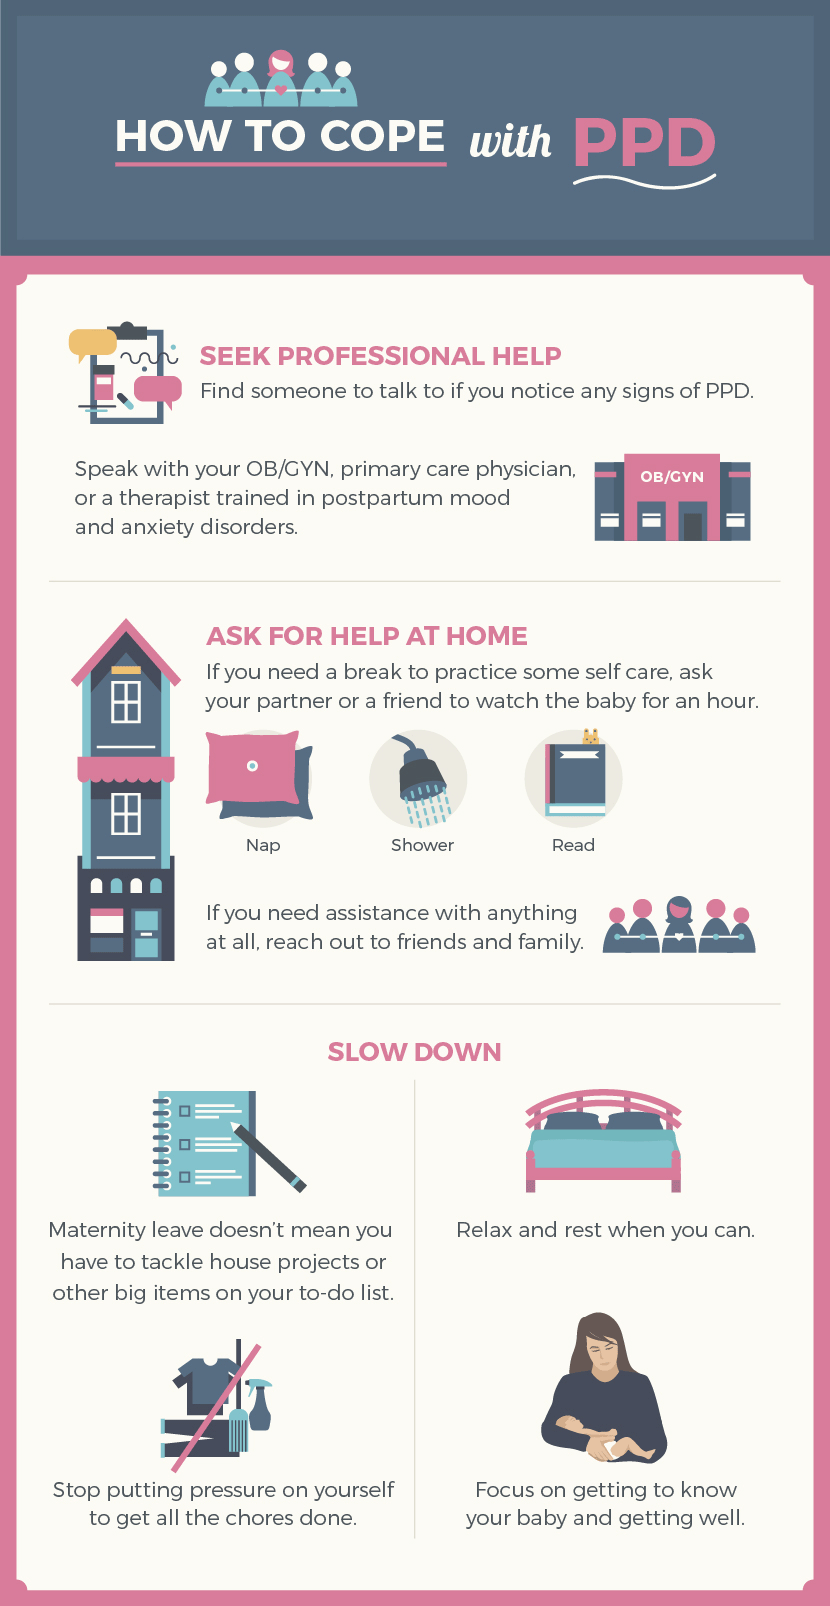 HOW TO COPE with PPD
SEEK PROFESSIONAL HELP
Find someone to talk to if you notice any signs of PPD.
Speak with your OB/GYN, primary care physician,
or a therapist trained in postpartum mood
and anxiety disorders.
OB/GYN
ASK FOR HELP AT HOME
If you need a break to practice some self care, ask
your partner or a friend to watch the baby for an hour.
Nap
Shower
Read
If you need assistance with anything
at all, reach out to friends and family.
SLOW DOWN
Maternity leave doesn't mean you
have to tackle house projects or
other big items on your to-do list.
Relax and rest when you can.
Stop putting pressure on yourself
to get all the chores done.
Focus on getting to know
your baby and getting well.